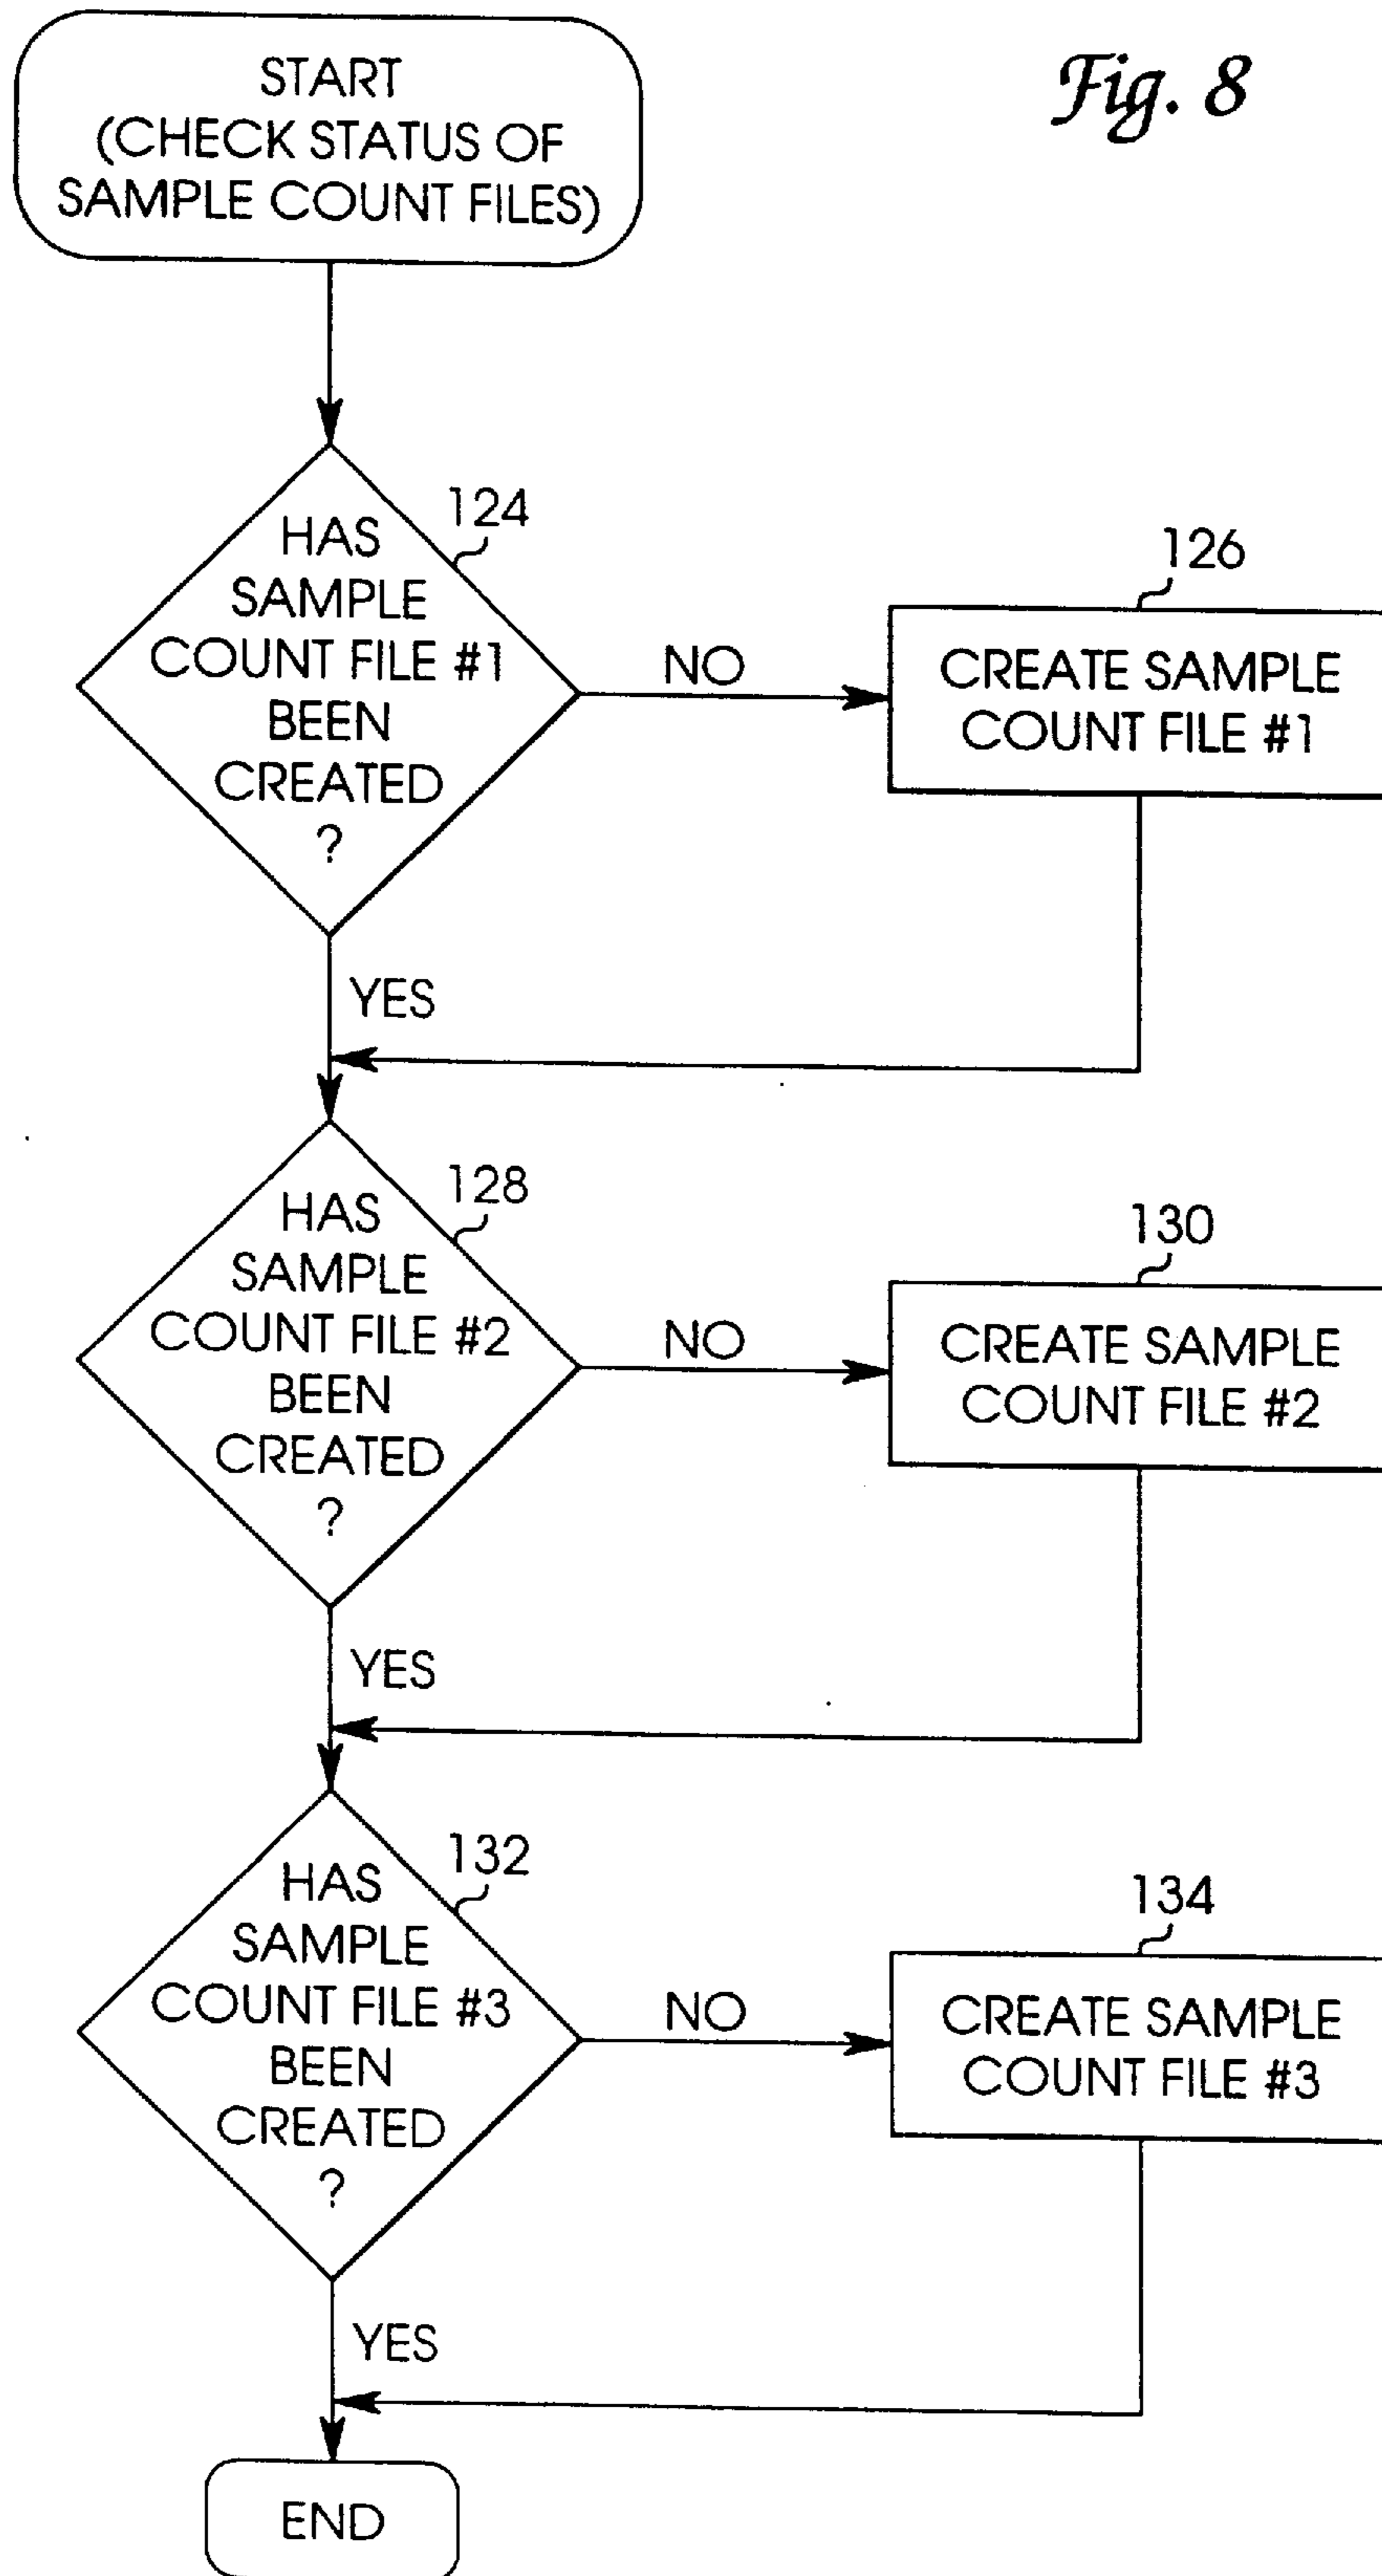 Fig. 8
START
(CHECK STATUS OF
SAMPLE COUNT FILES)
124
HAS
SAMPLE
COUNT FILE #1
BEEN
CREATED
?
NO
126
CREATE SAMPLE
COUNT FILE #1
YES
128
HAS
SAMPLE
COUNT FILE #2
BEEN
CREATED
?
NO
130
CREATE SAMPLE
COUNT FILE #2
YES
132
HAS
SAMPLE
COUNT FILE #3
BEEN
CREATED
?
NO
134
CREATE SAMPLE
COUNT FILE #3
YES
END